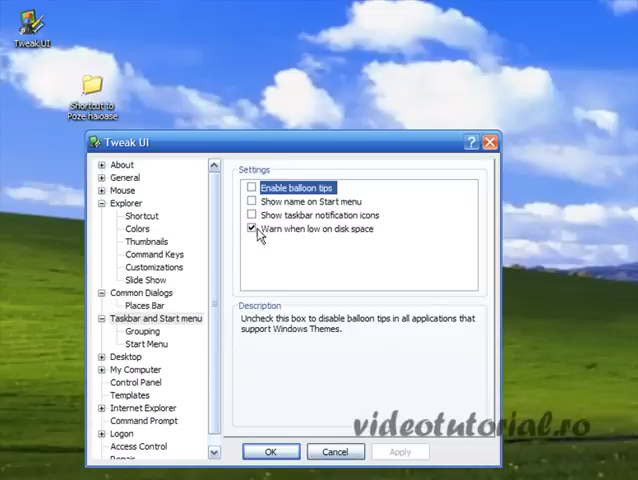 Tweak UI
Shortcut to
Poze haioase
Tweak UI
About
General
Mouse
Explorer
Shortcut
Colors
Thumbnails
Command Keys
Customizations
Slide Show
Common Dialogs
Places Bar
Taskbar and Start menu
Grouping
Start Menu
Desktop
My Computer
Control Panel
Templates
Internet Explorer
Command Prompt
Logon
Access Control
Repair
Settings
Enable balloon tips
Show name on Start menu
Show taskbar notification icons
Warn when low on disk space
Description
Uncheck this box to disable balloon tips in all applications that
support Windows Themes.
videotutorial.ro
OK
Cancel
Apply